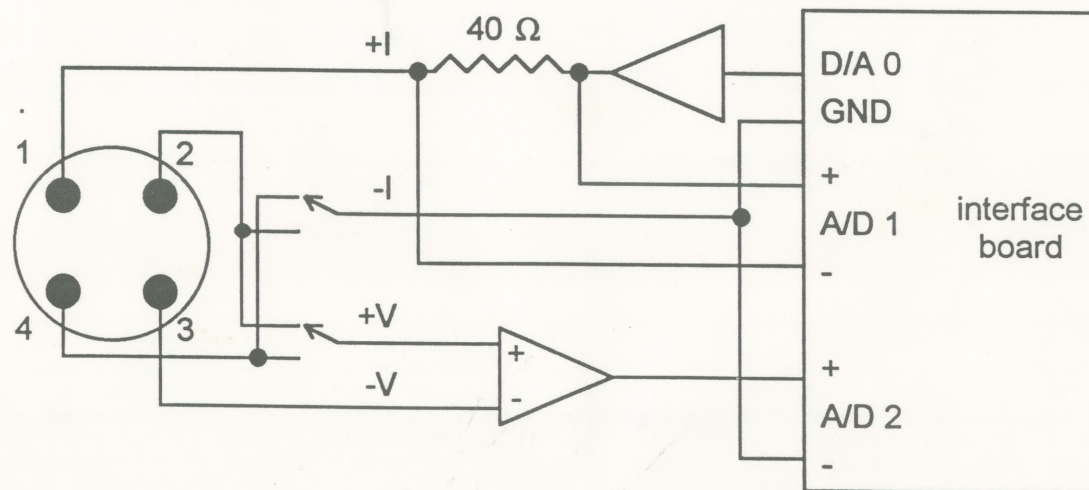 40 Ω
+I
D/A 0
GND
1
2
+
-I
A/D 1
interface
board
-
4
3
+V
+
-V
-
+
A/D 2
-